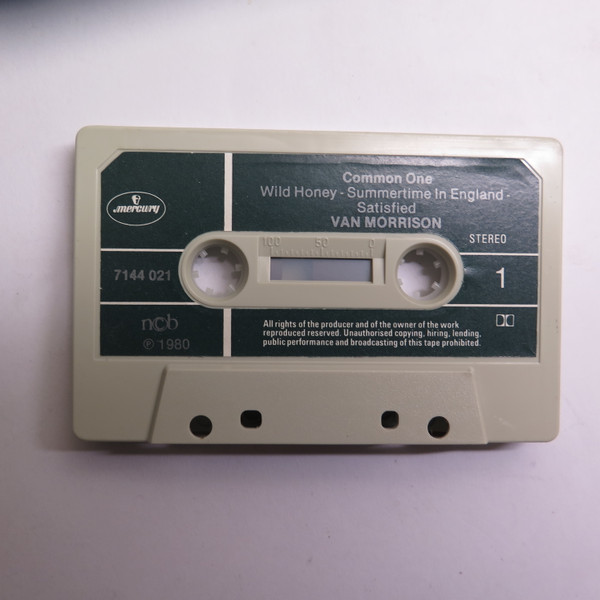 Common One
Wild Honey - Summertime In England -
Satisfied
VAN MORRISON
mercury
100 50 0
STEREO
7144 021
1
ncb
℗ 1980
All rights of the producer and of the owner of the work
reproduced reserved. Unauthorised copying, hiring, lending,
public performance and broadcasting of this tape prohibited.